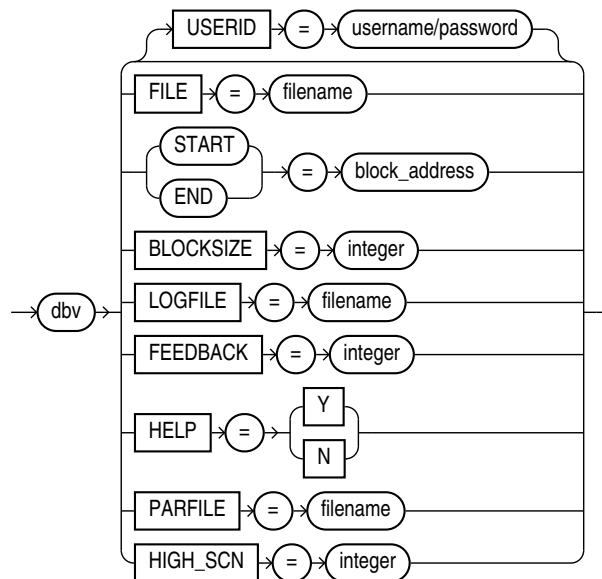 USERID = username/password
FILE = filename
START
= block_address
END
BLOCKSIZE = integer
dbv
LOGFILE = filename
FEEDBACK = integer
Y
HELP =
N
PARFILE = filename
HIGH_SCN = integer